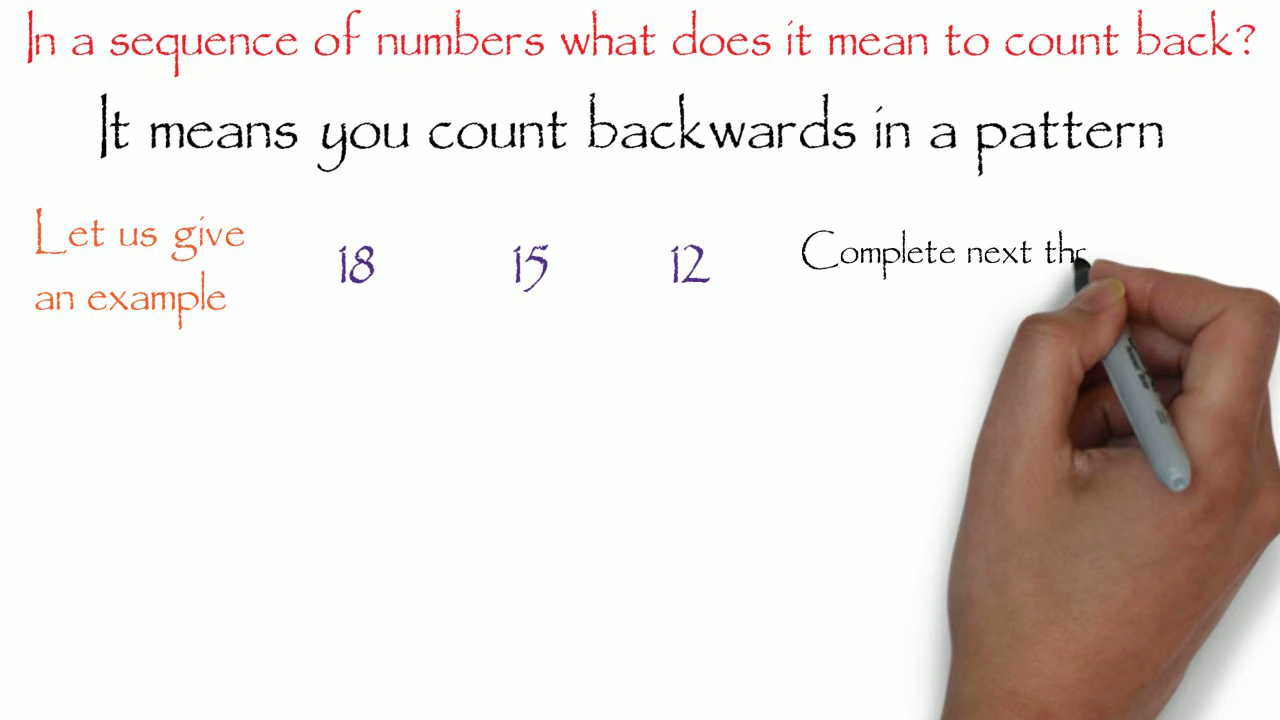 In a sequence of numbers what does it mean to count back?
It means you count backwards in a pattern
Let us give
an example
18 15 12
Complete next thr